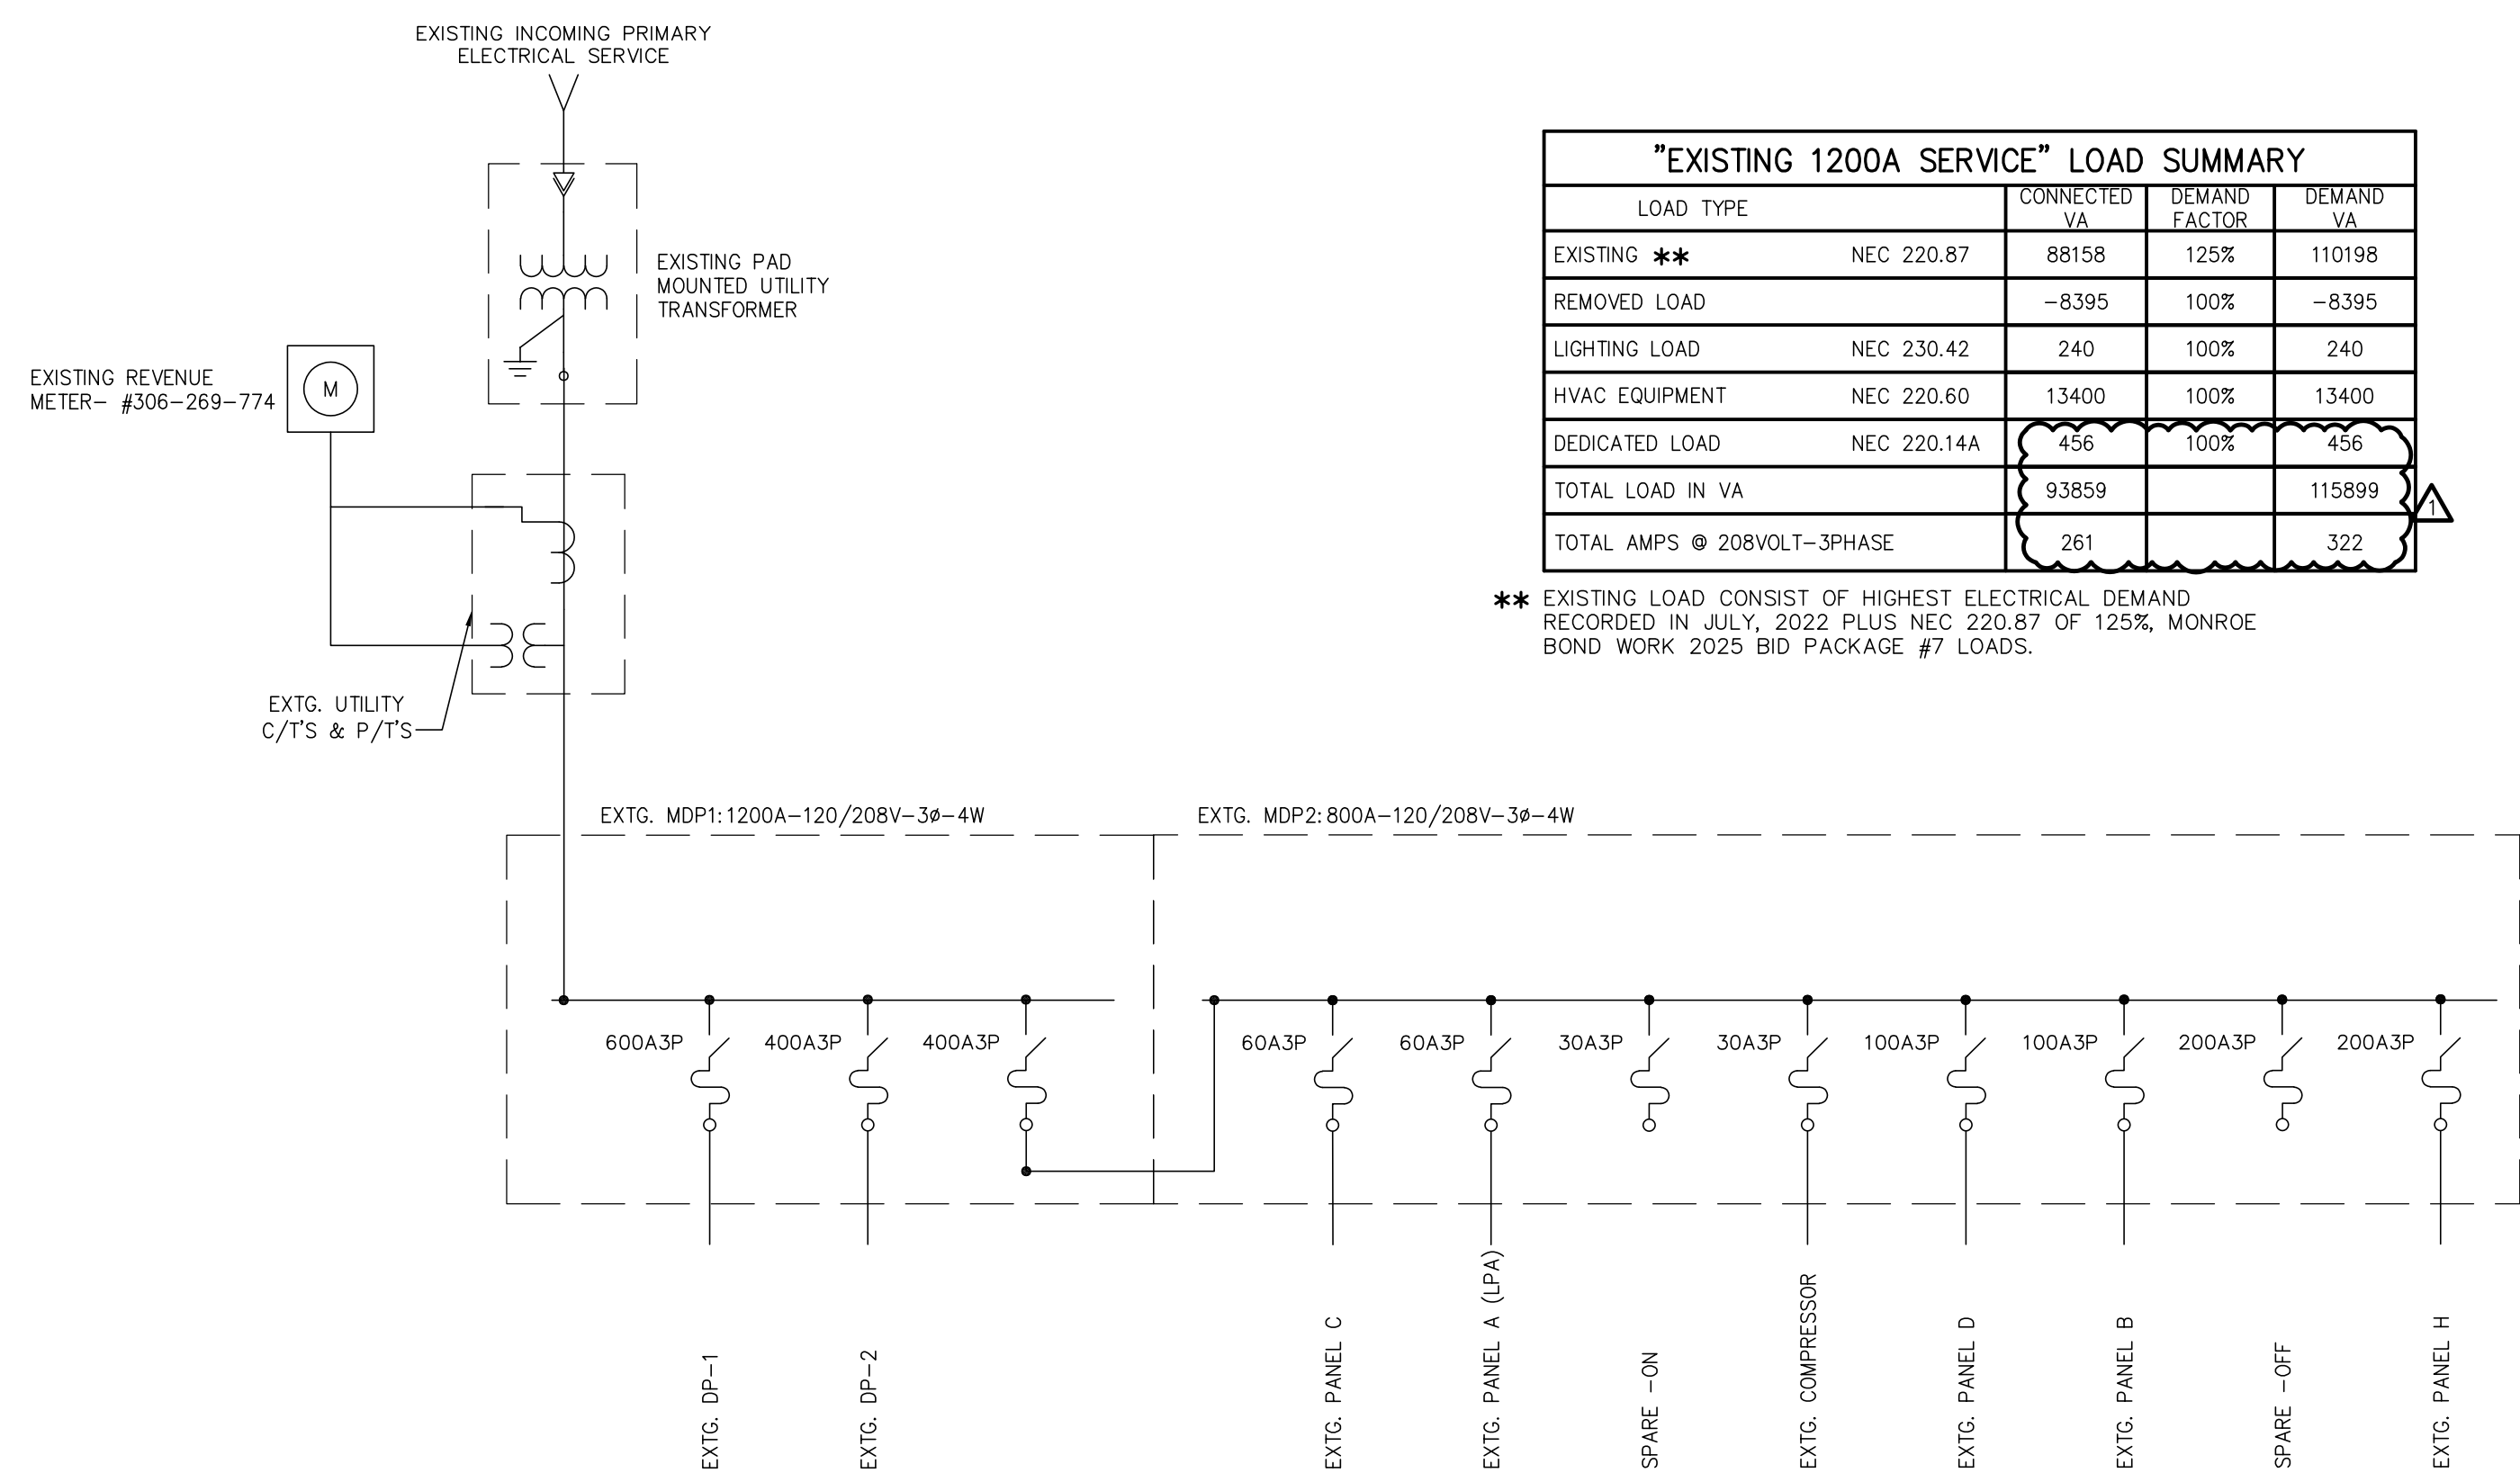 EXISTING INCOMING PRIMARY
ELECTRICAL SERVICE
EXISTING PAD
MOUNTED UTILITY
TRANSFORMER
EXISTING REVENUE
METER- #306-269-774
M
EXTG. UTILITY
C/T'S & P/T'S
"EXISTING 1200A SERVICE" LOAD SUMMARY
LOAD TYPE CONNECTED VA DEMAND FACTOR DEMAND VA
EXISTING ** NEC 220.87 88158 125% 110198
REMOVED LOAD -8395 100% -8395
LIGHTING LOAD NEC 230.42 240 100% 240
HVAC EQUIPMENT NEC 220.60 13400 100% 13400
DEDICATED LOAD NEC 220.14A 456 100% 456
TOTAL LOAD IN VA 93859 115899
1
TOTAL AMPS @ 208VOLT-3PHASE 261 322
** EXISTING LOAD CONSIST OF HIGHEST ELECTRICAL DEMAND
RECORDED IN JULY, 2022 PLUS NEC 220.87 OF 125%, MONROE
BOND WORK 2025 BID PACKAGE #7 LOADS.
EXTG. MDP1: 1200A-120/208V-3ø-4W
EXTG. MDP2: 800A-120/208V-3ø-4W
600A3P
400A3P
400A3P
60A3P
60A3P
30A3P
30A3P
100A3P
100A3P
200A3P
200A3P
EXTG. DP-1
EXTG. DP-2
EXTG. PANEL C
EXTG. PANEL A (LPA)
SPARE -ON
EXTG. COMPRESSOR
EXTG. PANEL D
EXTG. PANEL B
SPARE -OFF
EXTG. PANEL H